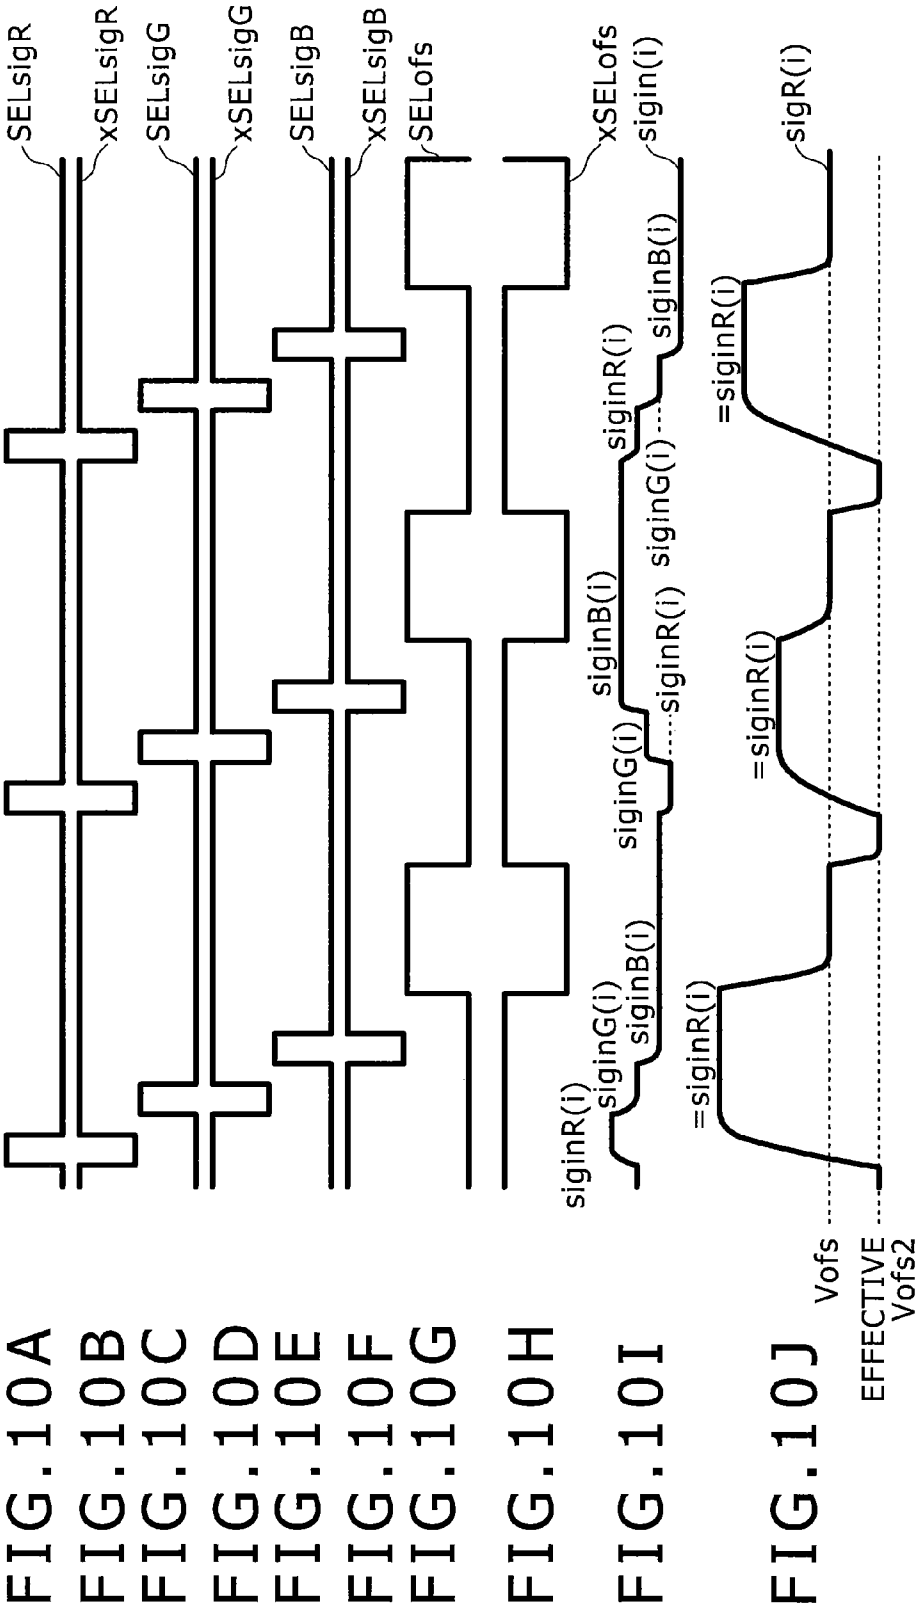 FIG.10A
SELsigR
FIG.10B
xSELsigR
FIG.10C
SELsigG
FIG.10D
xSELsigG
FIG.10E
SELsigB
FIG.10F
xSELsigB
FIG.10G
SELofs
FIG.10H
xSELofs
FIG.10I
siginR(i)
siginG(i)
siginB(i)
siginG(i)
siginR(i)
siginB(i)
siginG(i)
siginR(i)
siginB(i)
sigin(i)
FIG.10J
=siginR(i)
=siginR(i)
=siginR(i)
sigR(i)
Vofs
EFFECTIVE
Vofs2